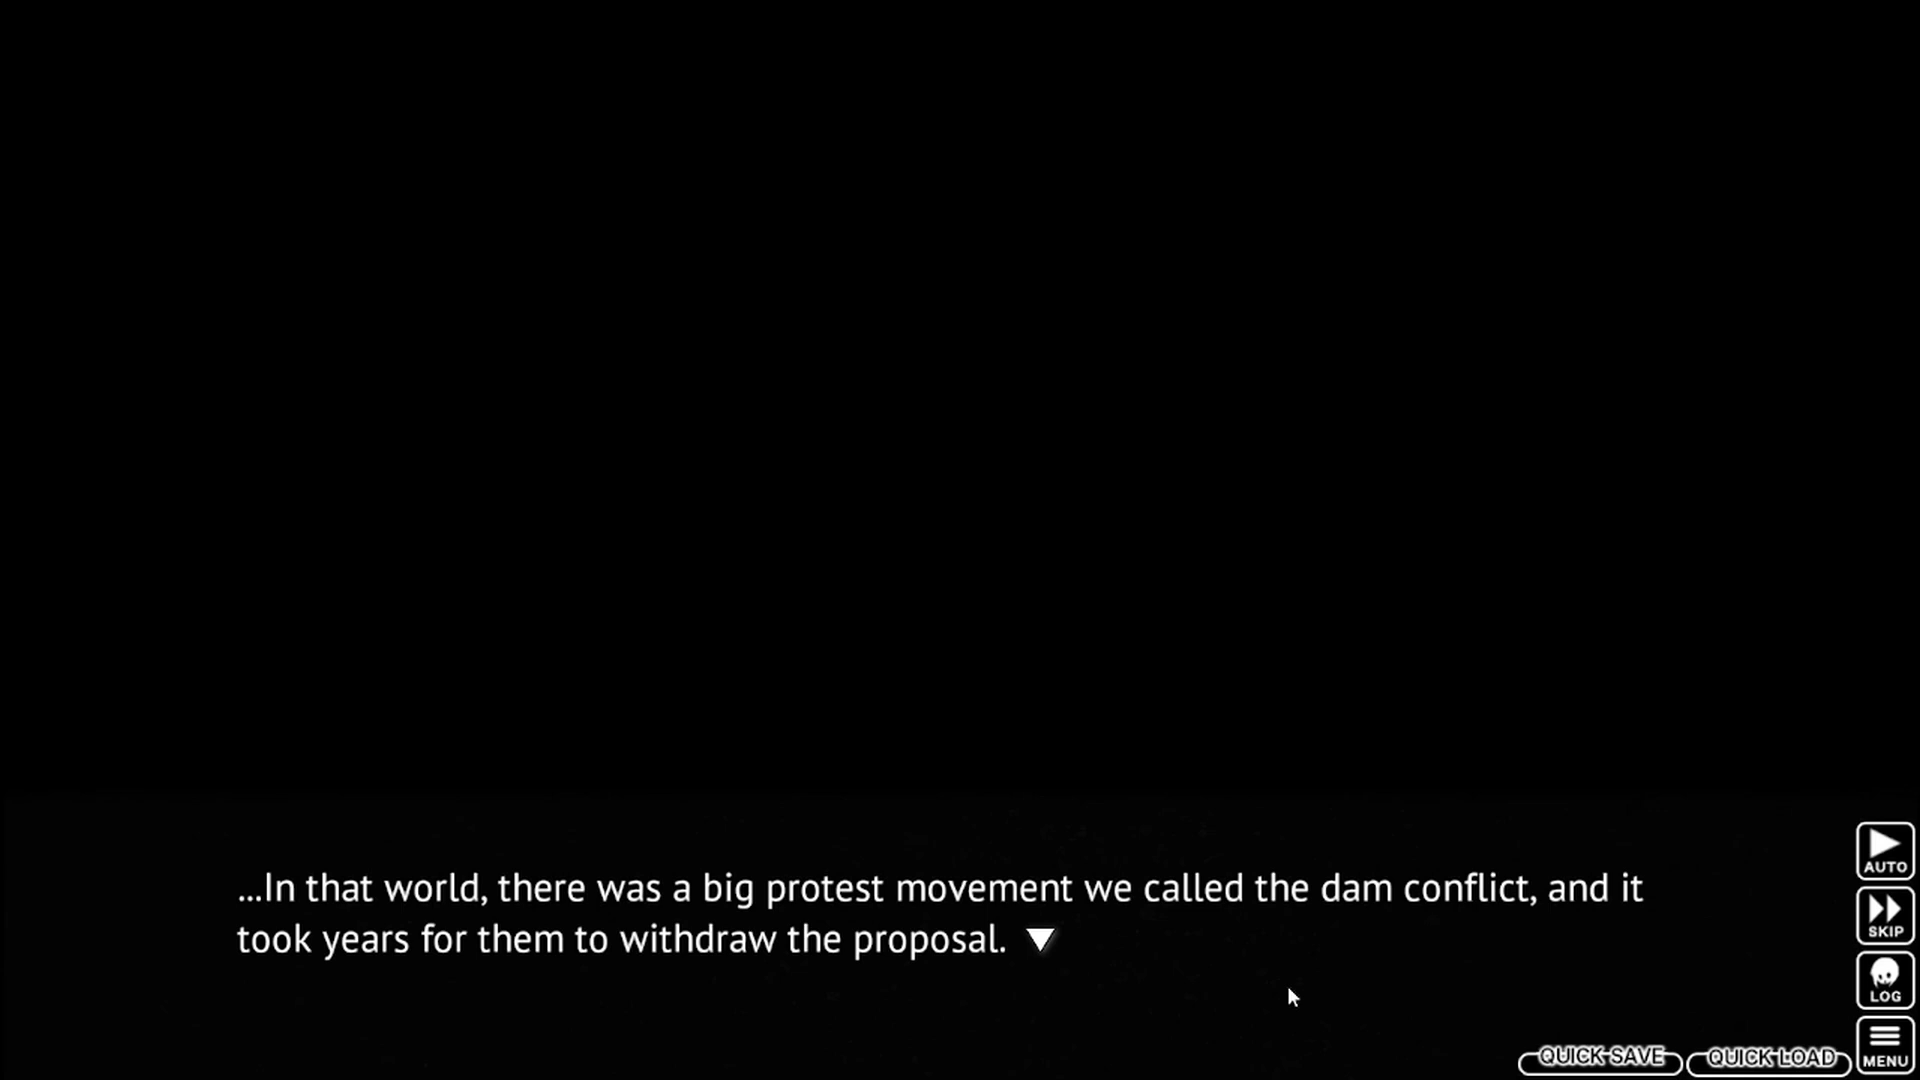 ...In that world, there was a big protest movement we called the dam conflict, and it
took years for them to withdraw the proposal.
AUTO
SKIP
LOG
MENU
QUICK SAVE
QUICK LOAD